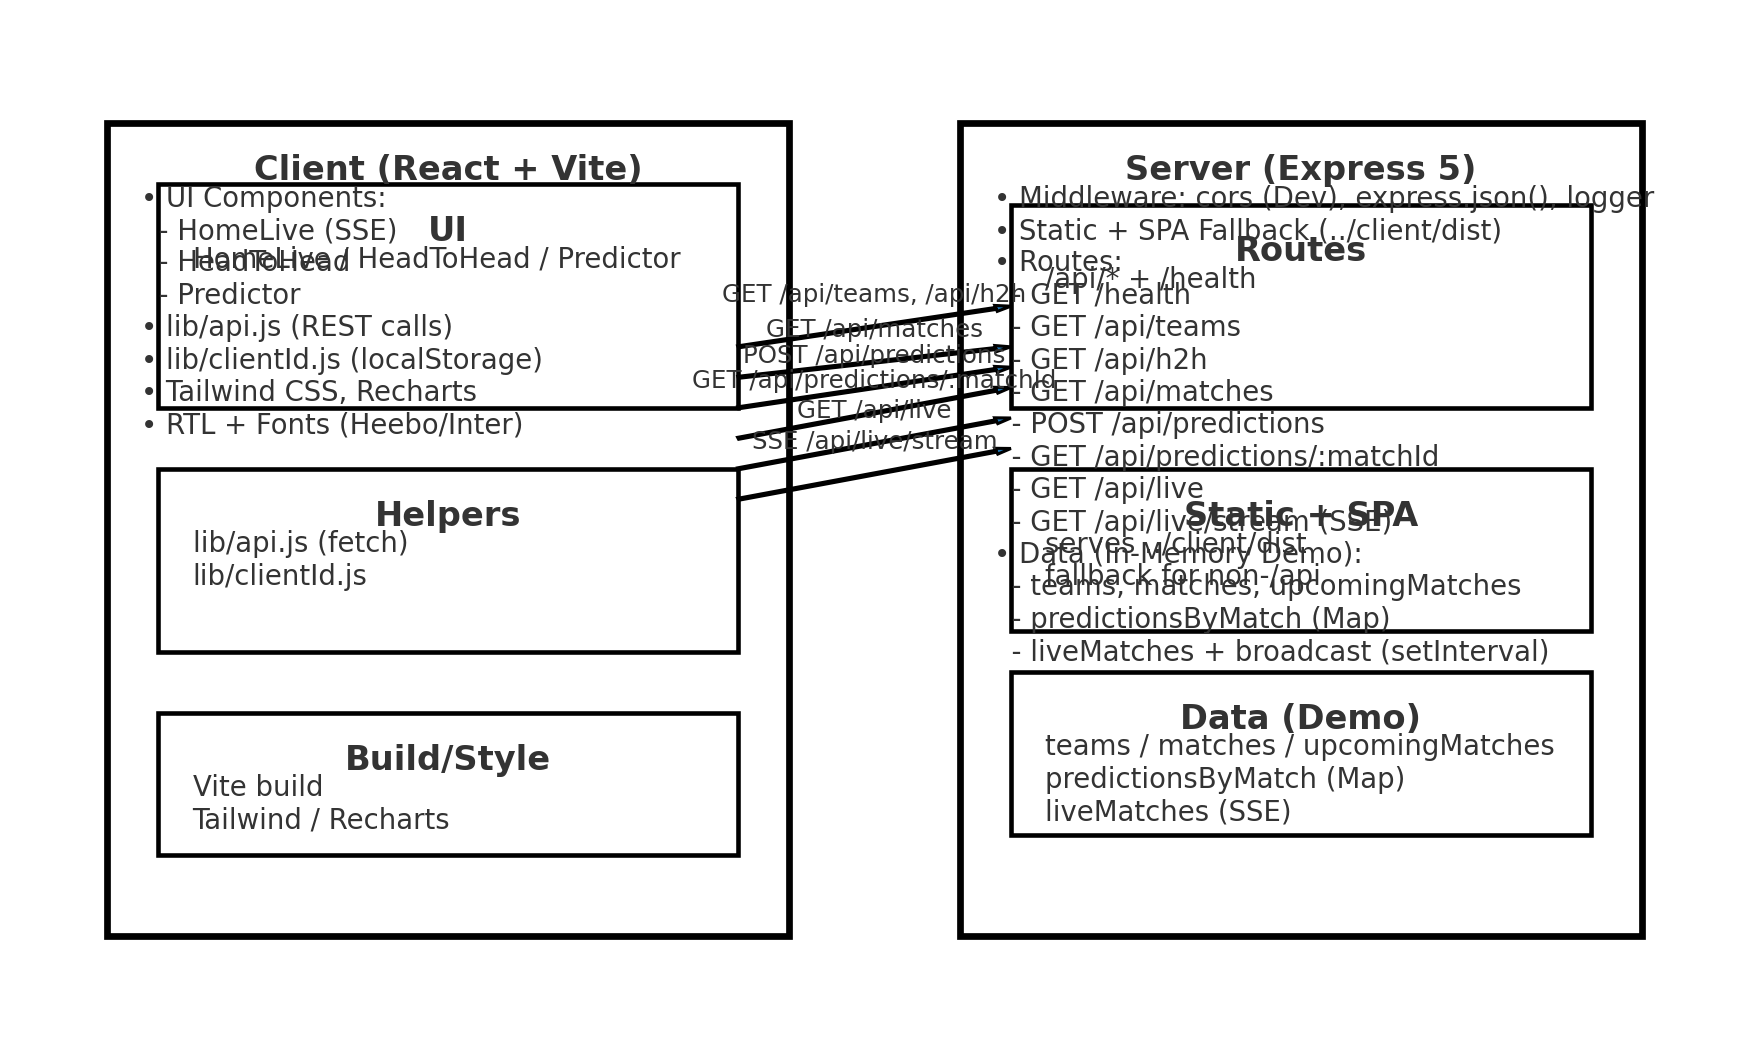 Client (React + Vite)
• UI Components:
- HomeLive (SSE)
- HeadToHead
- Predictor
• lib/api.js (REST calls)
• lib/clientId.js (localStorage)
• Tailwind CSS, Recharts
• RTL + Fonts (Heebo/Inter)
UI
HomeLive / HeadToHead / Predictor
Helpers
lib/api.js (fetch)
lib/clientId.js
Build/Style
Vite build
Tailwind / Recharts
GET /api/teams, /api/h2h
GET /api/matches
POST /api/predictions
GET /api/predictions/:matchId
GET /api/live
SSE /api/live/stream
Server (Express 5)
• Middleware: cors (Dev), express.json(), logger
• Static + SPA Fallback (../client/dist)
• Routes:
- GET /health
- GET /api/teams
- GET /api/h2h
- GET /api/matches
- POST /api/predictions
- GET /api/predictions/:matchId
- GET /api/live
- GET /api/live/stream (SSE)
• Data (In-Memory Demo):
- teams, matches, upcomingMatches
- predictionsByMatch (Map)
- liveMatches + broadcast (setInterval)
Routes
/api/* + /health
Static + SPA
serves ../client/dist
fallback for non-/api
Data (Demo)
teams / matches / upcomingMatches
predictionsByMatch (Map)
liveMatches (SSE)